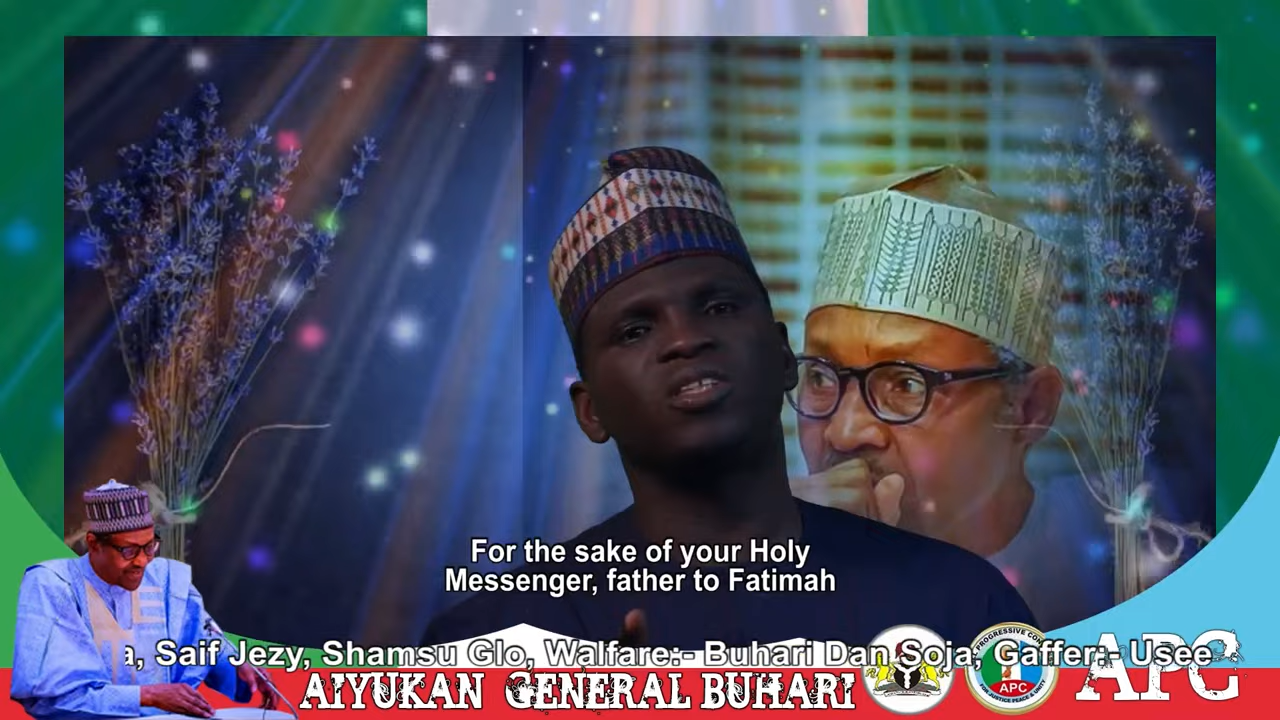 For the sake of your Holy
Messenger, father to Fatimah
a, Saif Jezy, Shamsu Glo, Walfare:- Buhari Dan Soja, Gaffer:- Usee
AIYUKAN GENERAL BUHARI
APC
APC